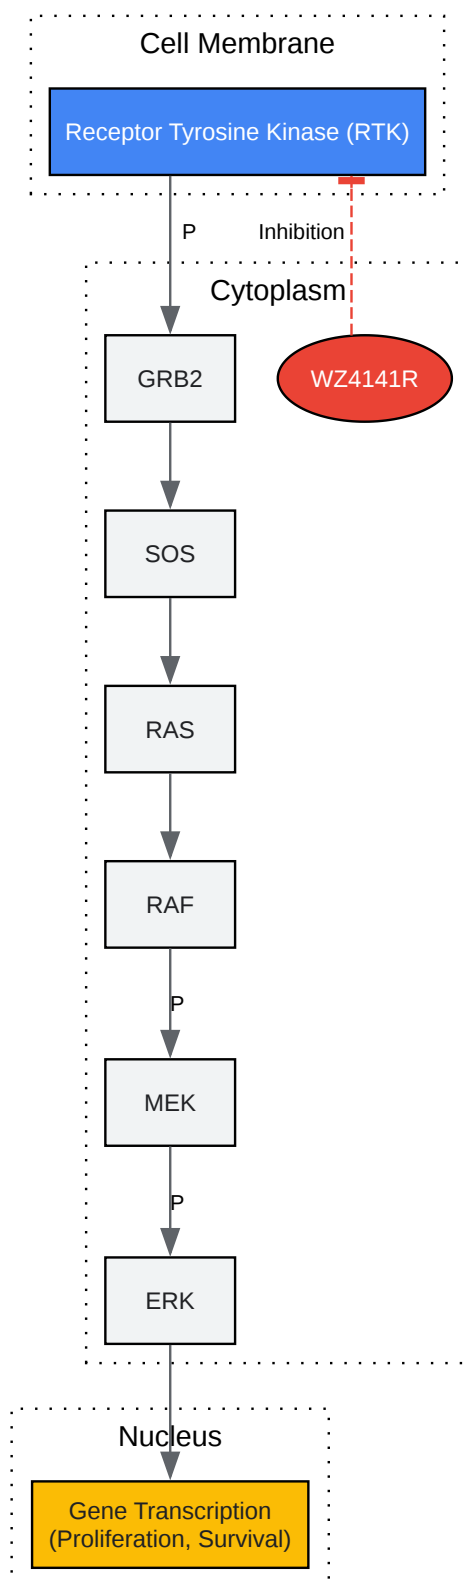 Cell Membrane
Receptor Tyrosine Kinase (RTK)
P
Inhibition
Cytoplasm
GRB2
WZ4141R
SOS
RAS
RAF
P
MEK
P
ERK
Nucleus
Gene Transcription
(Proliferation, Survival)